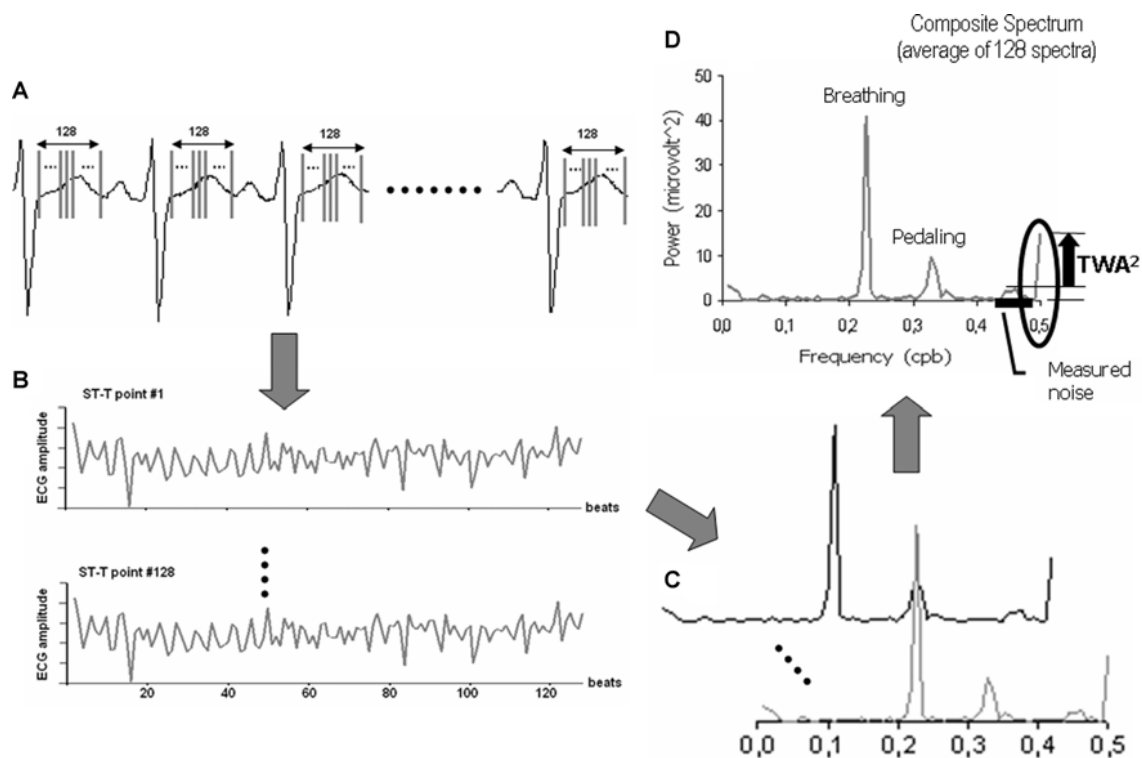 A
128
128
128
128
B
ST-T point #1
ECG amplitude
beats
ST-T point #128
ECG amplitude
beats
20
40
60
80
100
120
C
0,0
0,1
0,2
0,3
0,4
0,5
D
Composite Spectrum
(average of 128 spectra)
Power (microvolt^2)
50
40
30
20
10
0
Breathing
Pedaling
TWA²
0,0
0,1
0,2
0,3
0,4
0,5
Frequency (cpb)
Measured
noise